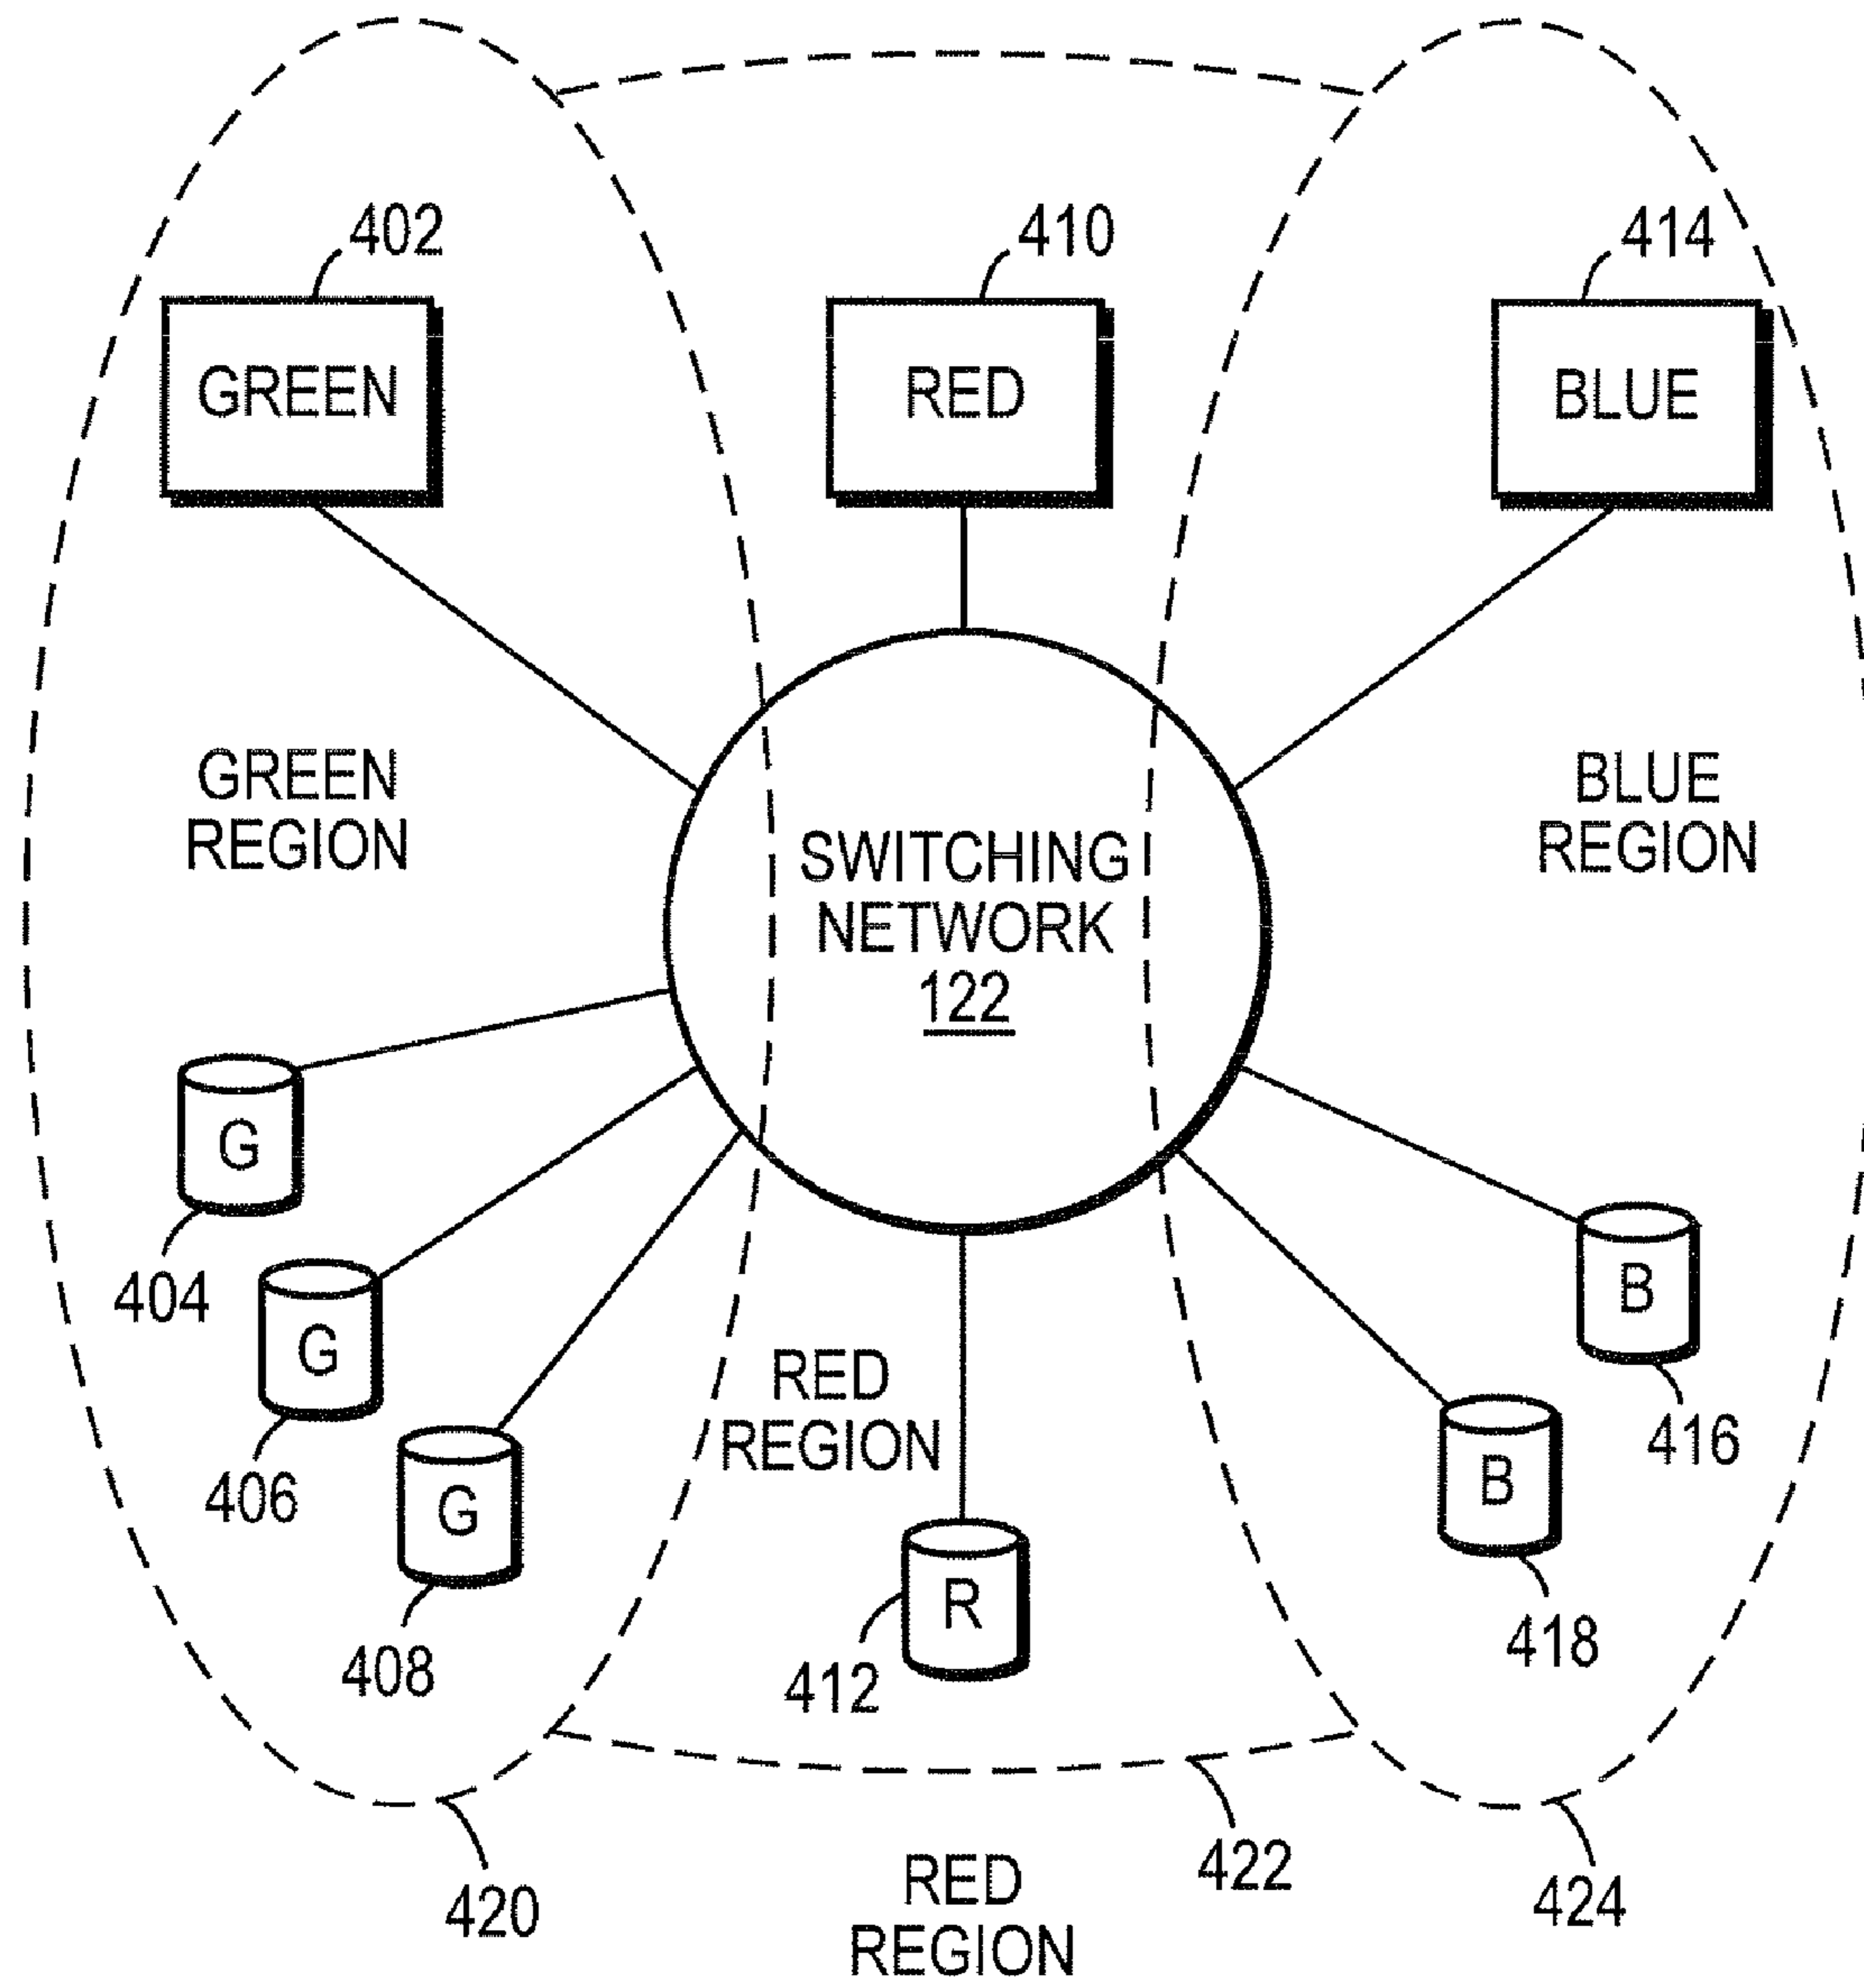 402
410
414
GREEN
RED
BLUE
GREEN
REGION
BLUE
REGION
SWITCHING
NETWORK
122
G
404
G
406
G
408
RED
REGION
R
412
B
416
B
418
420
422
424
RED
REGION